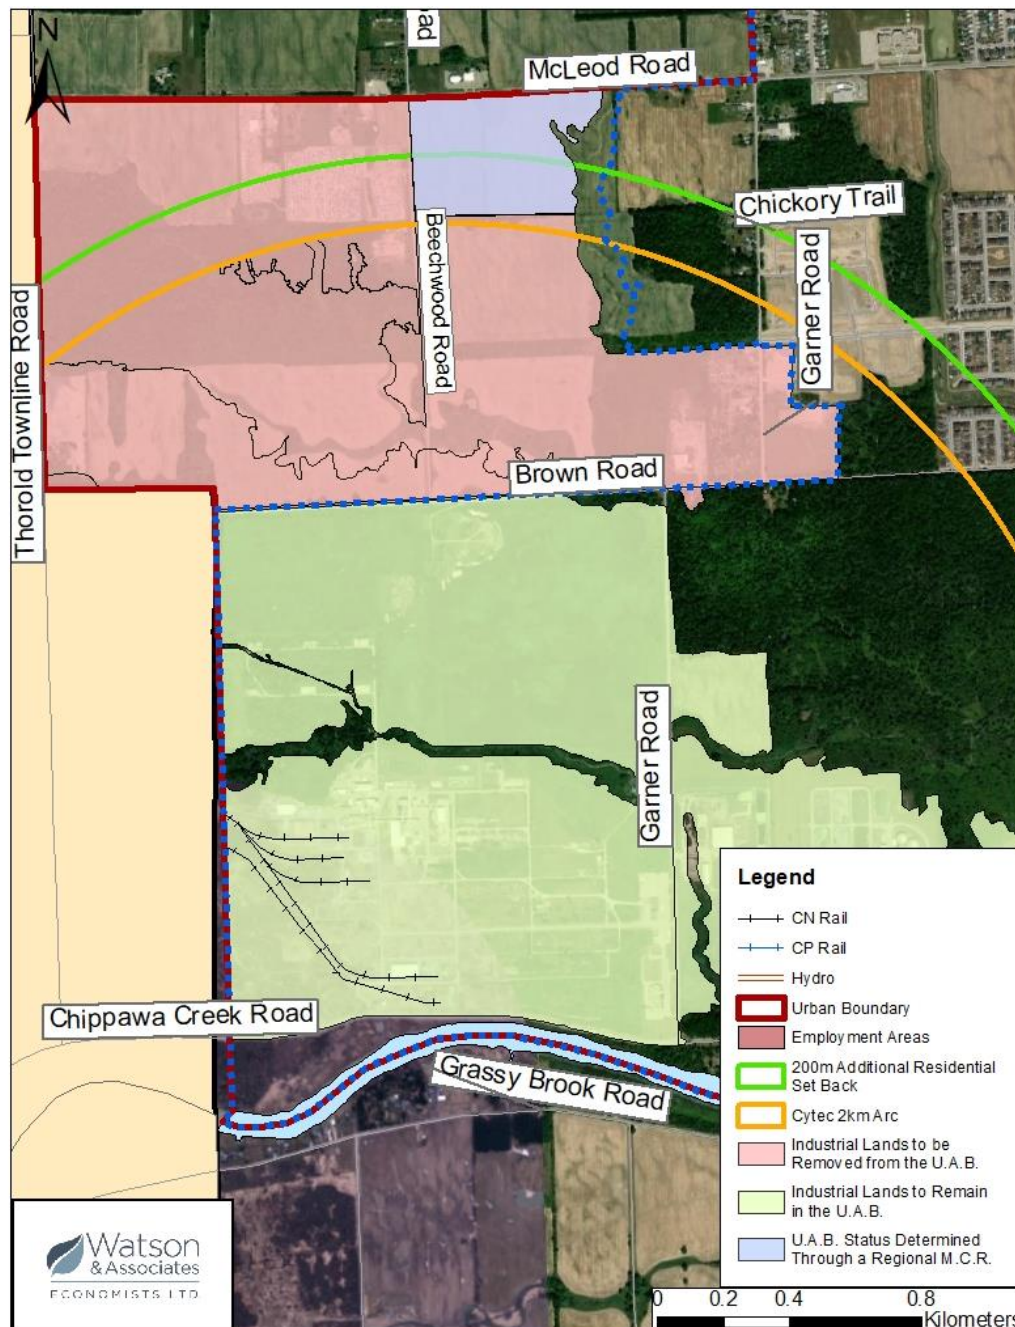 N
oad
McLeod Road
Chickory Trail
Beechwood Road
Garner Road
Thorold Townline Road
Brown Road
Garner Road
Chippawa Creek Road
Grassy Brook Road
Legend
CN Rail
CP Rail
Hydro
Urban Boundary
Employment Areas
200m Additional Residential
Set Back
Cytec 2km Arc
Industrial Lands to be
Removed from the U.A.B.
Industrial Lands to Remain
in the U.A.B.
U.A.B. Status Determined
Through a Regional M.C.R.
Watson
& Associates
ECONOMISTS LTD.
0 0.2 0.4 0.8
Kilometers